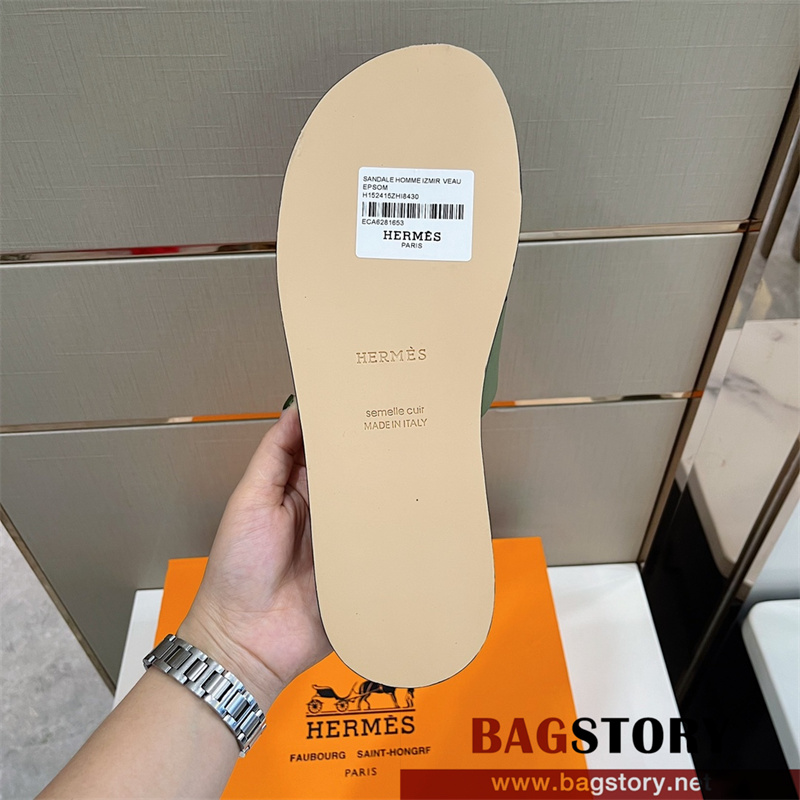 SANDALE HOMME IZMIR VEAU
EPSOM
H152415ZHI8430
ECA6281653
HERMÈS
PARIS
HERMÈS
semelle cuir
MADE IN ITALY
HERMÈS
FAUBOURG SAINT-HONGRF
PARIS
BAGSTORY
www.bagstory.net